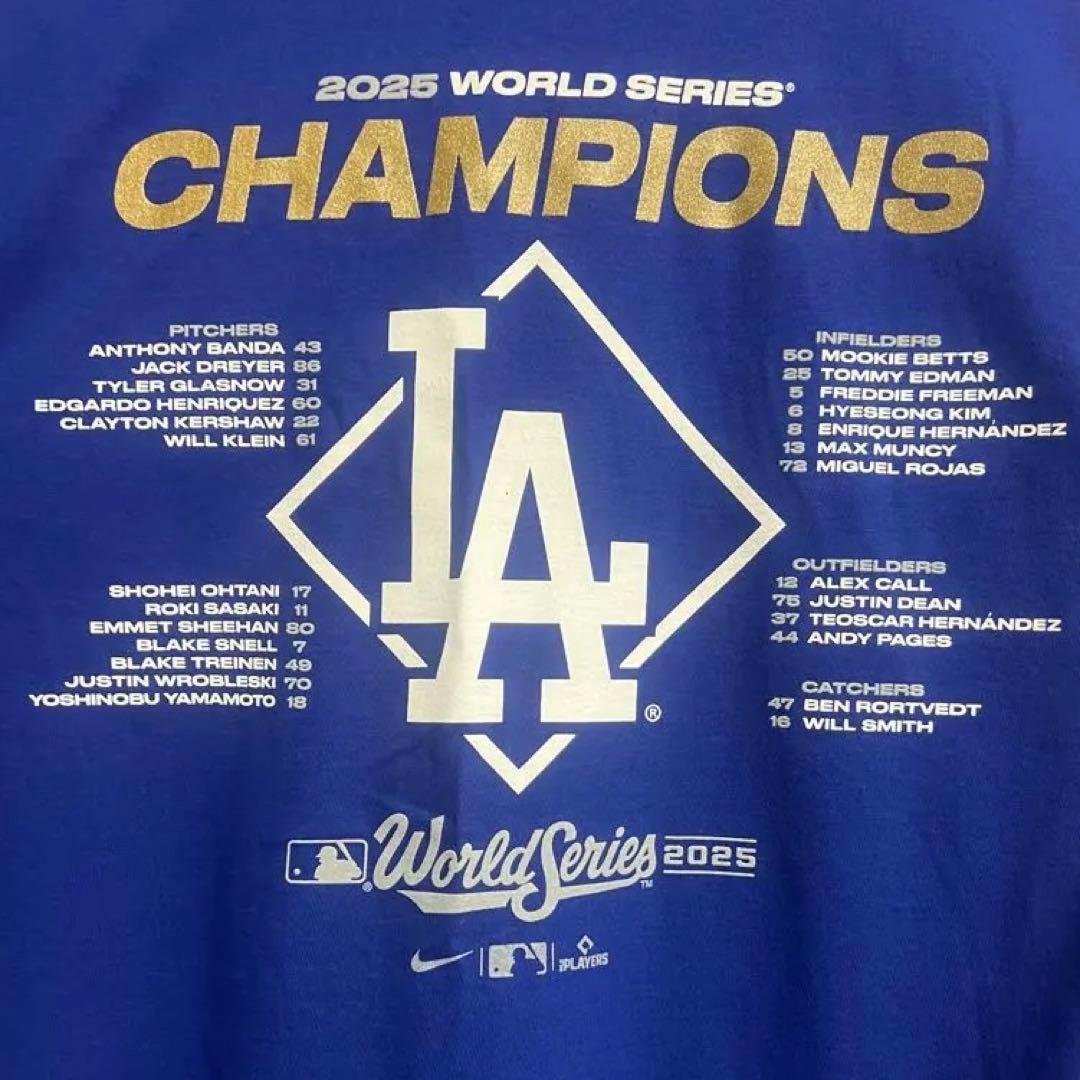 2025 WORLD SERIES®
CHAMPIONS
PITCHERS
ANTHONY BANDA 43
JACK DREYER 86
TYLER GLASNOW 31
EDGARDO HENRIQUEZ 60
CLAYTON KERSHAW 22
WILL KLEIN 61
SHOHEI OHTANI 17
ROKI SASAKI 11
EMMET SHEEHAN 80
BLAKE SNELL 7
BLAKE TREINEN 49
JUSTIN WROBLESKI 70
YOSHINOBU YAMAMOTO 18
LA®
INFIELDERS
50 MOOKIE BETTS
25 TOMMY EDMAN
5 FREDDIE FREEMAN
6 HYESEONG KIM
8 ENRIQUE HERNÁNDEZ
13 MAX MUNCY
72 MIGUEL ROJAS
OUTFIELDERS
12 ALEX CALL
75 JUSTIN DEAN
37 TEOSCAR HERNÁNDEZ
44 ANDY PAGES
CATCHERS
47 BEN RORTVEDT
16 WILL SMITH
® World Series™ 2025
PLAYERS